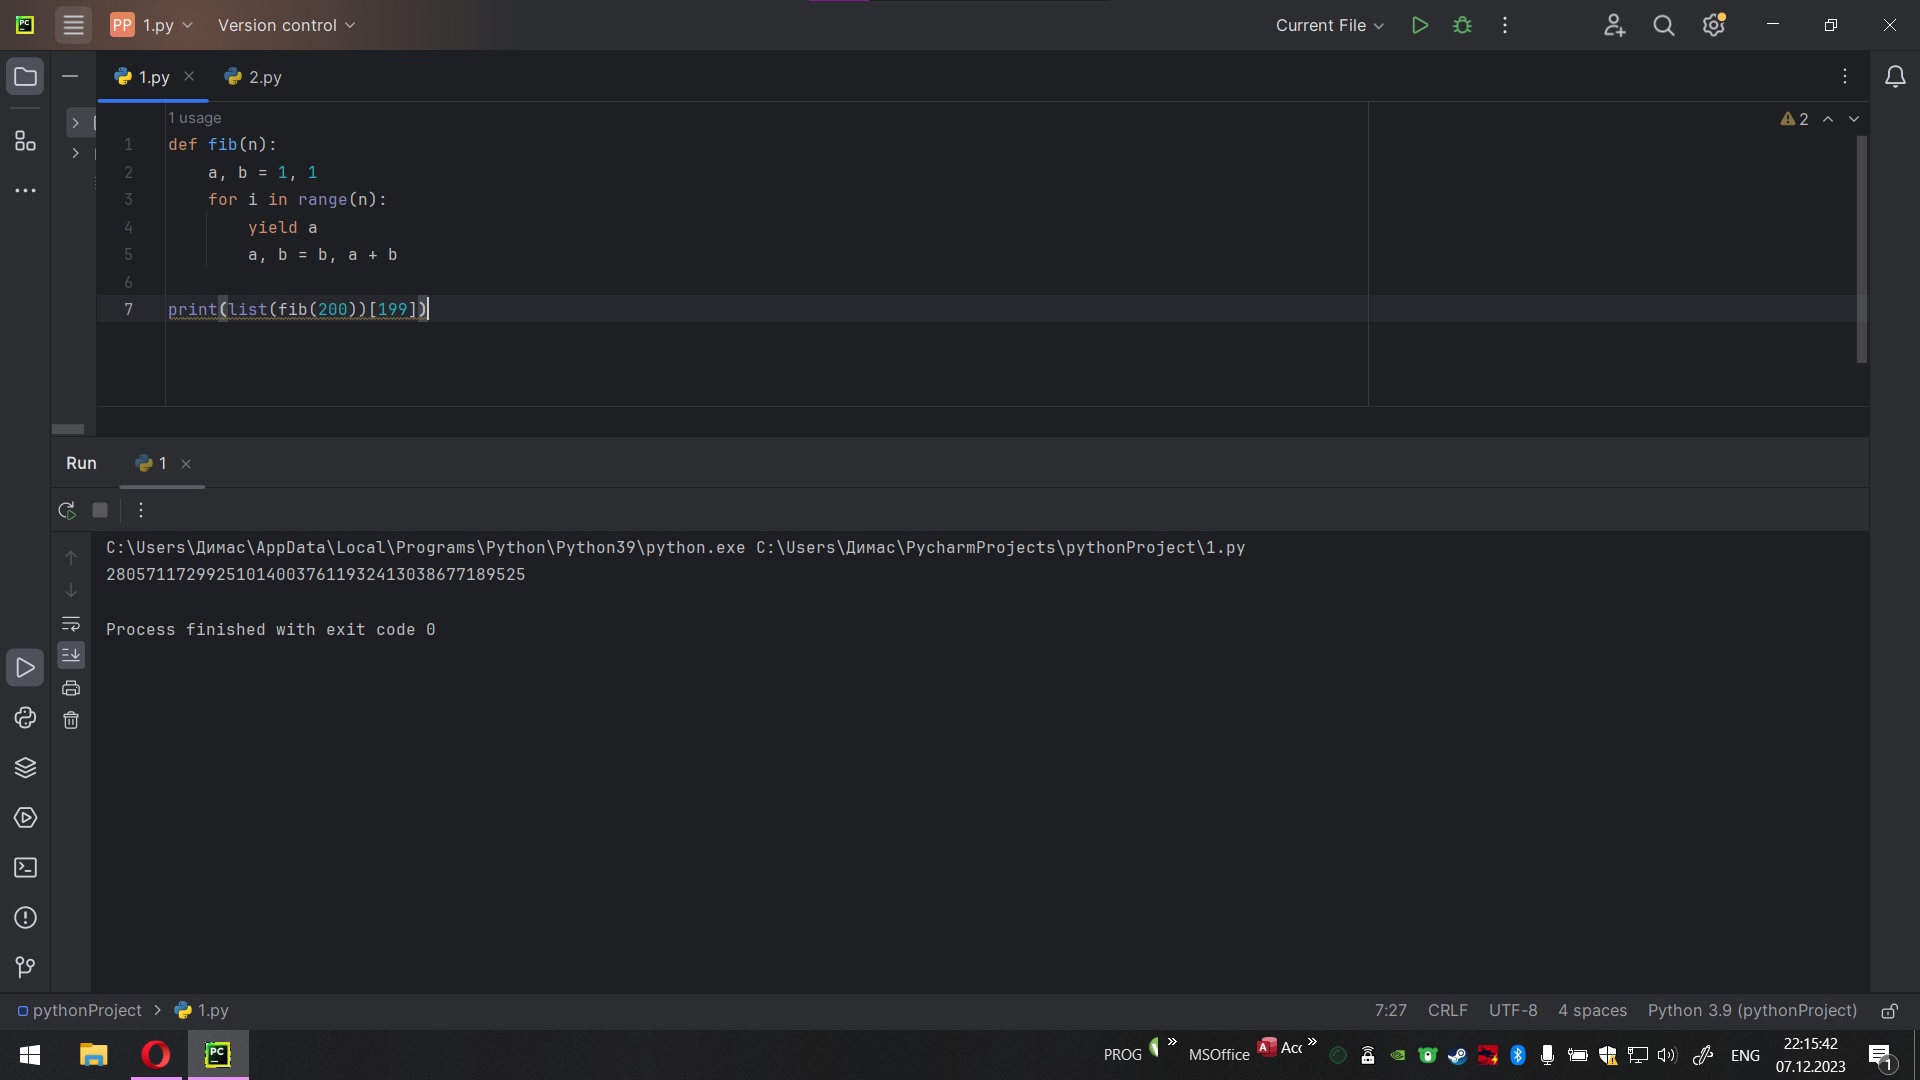 PC
PP 1.py Version control Current File
1.py 2.py
1 usage
2
1 def fib(n):
2 a, b = 1, 1
3 for i in range(n):
4 yield a
5 a, b = b, a + b
6
7 print(list(fib(200))[199])
Run 1
C:\Users\Димас\AppData\Local\Programs\Python\Python39\python.exe C:\Users\Димас\PycharmProjects\pythonProject\1.py
280571172992510140037611932413038677189525
Process finished with exit code 0
pythonProject > 1.py 7:27 CRLF UTF-8 4 spaces Python 3.9 (pythonProject)
PC PROG » MSOffice A Acc » ENG 22:15:42
07.12.2023
1